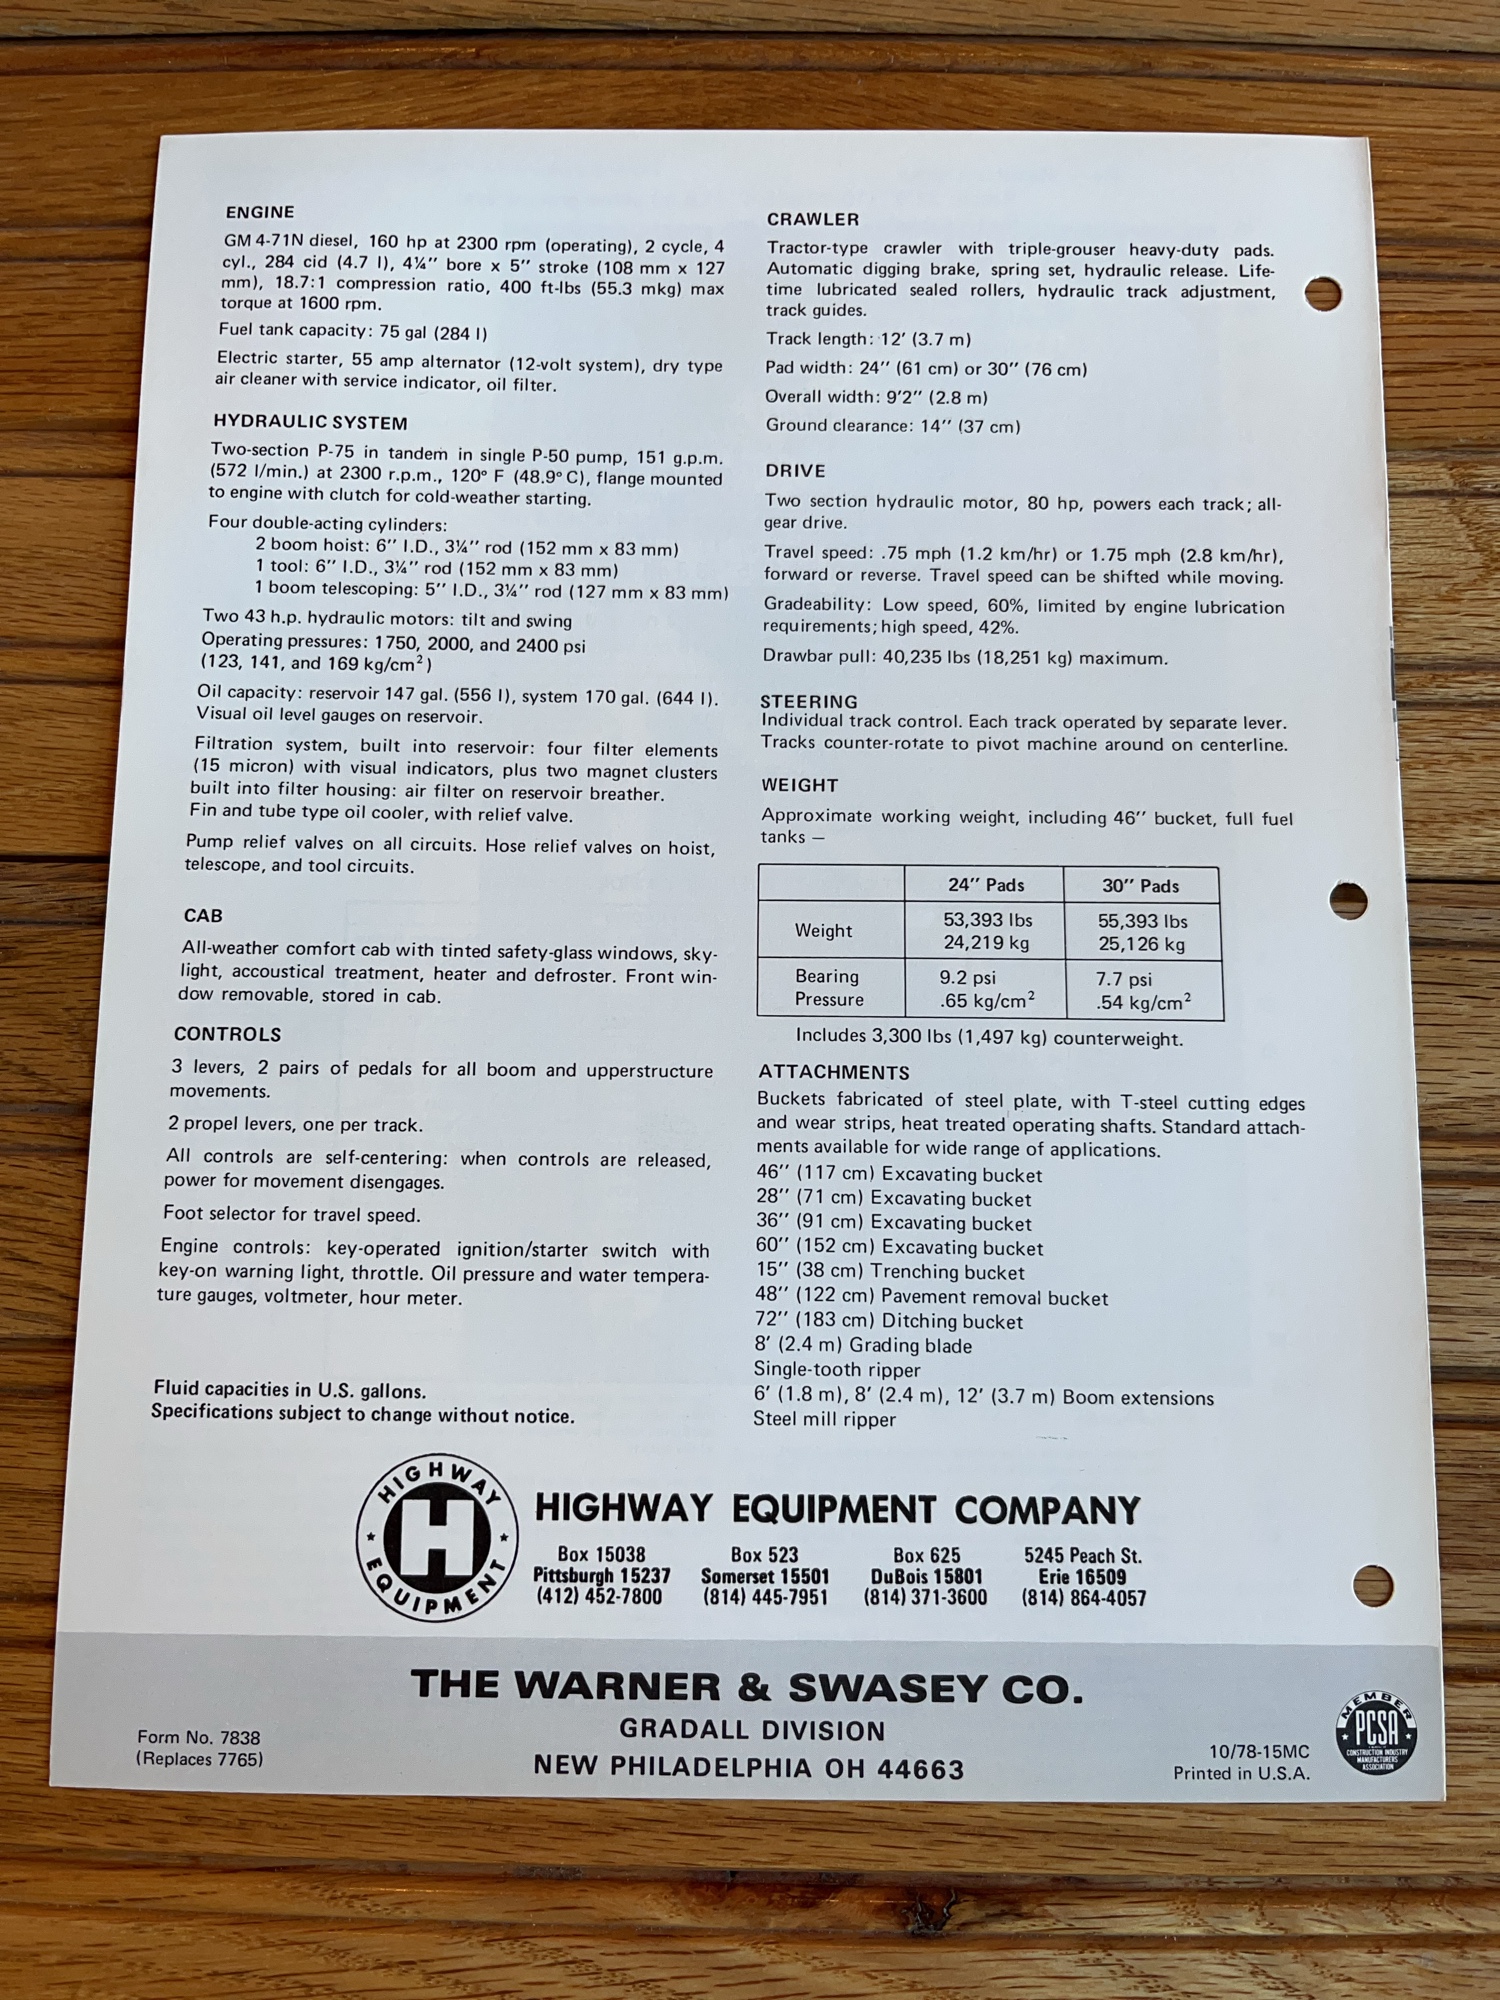 ENGINE
GM 4-71N diesel, 160 hp at 2300 rpm (operating), 2 cycle, 4
cyl., 284 cid (4.7 l), 4¼″ bore x 5″ stroke (108 mm x 127
mm), 18.7:1 compression ratio, 400 ft-lbs (55.3 mkg) max
torque at 1600 rpm.
Fuel tank capacity: 75 gal (284 l)
Electric starter, 55 amp alternator (12-volt system), dry type
air cleaner with service indicator, oil filter.
HYDRAULIC SYSTEM
Two-section P-75 in tandem in single P-50 pump, 151 g.p.m.
(572 l/min.) at 2300 r.p.m., 120° F (48.9° C), flange mounted
to engine with clutch for cold-weather starting.
Four double-acting cylinders:
2 boom hoist: 6″ I.D., 3¼″ rod (152 mm x 83 mm)
1 tool: 6″ I.D., 3¼″ rod (152 mm x 83 mm)
1 boom telescoping: 5″ I.D., 3¼″ rod (127 mm x 83 mm)
Two 43 h.p. hydraulic motors: tilt and swing
Operating pressures: 1750, 2000, and 2400 psi
(123, 141, and 169 kg/cm²)
Oil capacity: reservoir 147 gal. (556 l), system 170 gal. (644 l).
Visual oil level gauges on reservoir.
Filtration system, built into reservoir: four filter elements
(15 micron) with visual indicators, plus two magnet clusters
built into filter housing: air filter on reservoir breather.
Fin and tube type oil cooler, with relief valve.
Pump relief valves on all circuits. Hose relief valves on hoist,
telescope, and tool circuits.
CAB
All-weather comfort cab with tinted safety-glass windows, sky-
light, accoustical treatment, heater and defroster. Front win-
dow removable, stored in cab.
CONTROLS
3 levers, 2 pairs of pedals for all boom and upperstructure
movements.
2 propel levers, one per track.
All controls are self-centering: when controls are released,
power for movement disengages.
Foot selector for travel speed.
Engine controls: key-operated ignition/starter switch with
key-on warning light, throttle. Oil pressure and water tempera-
ture gauges, voltmeter, hour meter.
Fluid capacities in U.S. gallons.
Specifications subject to change without notice.
CRAWLER
Tractor-type crawler with triple-grouser heavy-duty pads.
Automatic digging brake, spring set, hydraulic release. Life-
time lubricated sealed rollers, hydraulic track adjustment,
track guides.
Track length: 12′ (3.7 m)
Pad width: 24″ (61 cm) or 30″ (76 cm)
Overall width: 9′2″ (2.8 m)
Ground clearance: 14″ (37 cm)
DRIVE
Two section hydraulic motor, 80 hp, powers each track; all-
gear drive.
Travel speed: .75 mph (1.2 km/hr) or 1.75 mph (2.8 km/hr),
forward or reverse. Travel speed can be shifted while moving.
Gradeability: Low speed, 60%, limited by engine lubrication
requirements; high speed, 42%.
Drawbar pull: 40,235 lbs (18,251 kg) maximum.
STEERING
Individual track control. Each track operated by separate lever.
Tracks counter-rotate to pivot machine around on centerline.
WEIGHT
Approximate working weight, including 46″ bucket, full fuel
tanks —
24″ Pads 30″ Pads
Weight 53,393 lbs 55,393 lbs
24,219 kg 25,126 kg
Bearing 9.2 psi 7.7 psi
Pressure .65 kg/cm² .54 kg/cm²
Includes 3,300 lbs (1,497 kg) counterweight.
ATTACHMENTS
Buckets fabricated of steel plate, with T-steel cutting edges
and wear strips, heat treated operating shafts. Standard attach-
ments available for wide range of applications.
46″ (117 cm) Excavating bucket
28″ (71 cm) Excavating bucket
36″ (91 cm) Excavating bucket
60″ (152 cm) Excavating bucket
15″ (38 cm) Trenching bucket
48″ (122 cm) Pavement removal bucket
72″ (183 cm) Ditching bucket
8′ (2.4 m) Grading blade
Single-tooth ripper
6′ (1.8 m), 8′ (2.4 m), 12′ (3.7 m) Boom extensions
Steel mill ripper
HIGHWAY
H
EQUIPMENT
HIGHWAY EQUIPMENT COMPANY
Box 15038 Box 523 Box 625 5245 Peach St.
Pittsburgh 15237 Somerset 15501 DuBois 15801 Erie 16509
(412) 452-7800 (814) 445-7951 (814) 371-3600 (814) 864-4057
THE WARNER & SWASEY CO.
GRADALL DIVISION
NEW PHILADELPHIA OH 44663
Form No. 7838
(Replaces 7765)
10/78-15MC
Printed in U.S.A.
MEMBER
PCSA
CONSTRUCTION INDUSTRY
MANUFACTURERS
ASSOCIATION